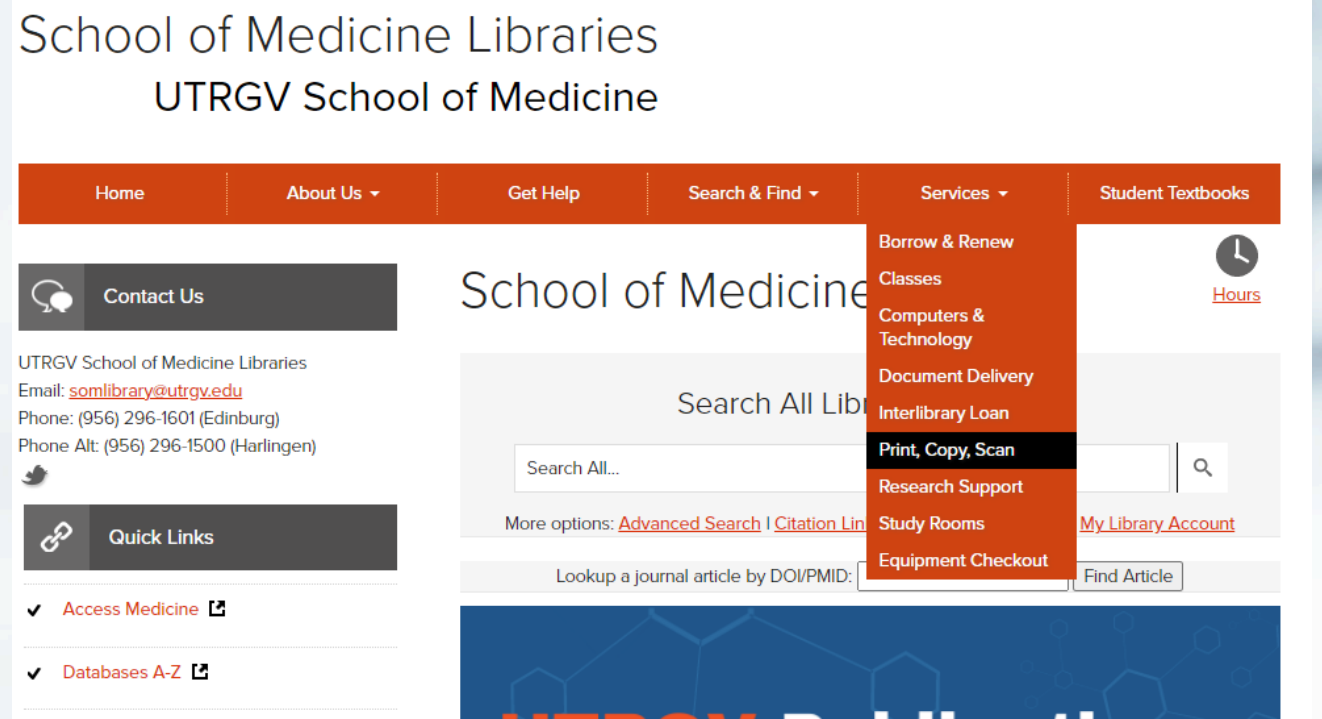 School of Medicine Libraries
UTRGV School of Medicine
Home
About Us
Get Help
Search & Find
Services
Student Textbooks
Borrow & Renew
Classes
Computers &
Technology
Document Delivery
Interlibrary Loan
Print, Copy, Scan
Research Support
Study Rooms
Equipment Checkout
Hours
Contact Us
UTRGV School of Medicine Libraries
Email: somlibrary@utrgv.edu
Phone: (956) 296-1601 (Edinburg)
Phone Alt: (956) 296-1500 (Harlingen)
Quick Links
Access Medicine
Databases A-Z
School of Medicine
Search All
Search All...
More options: Advanced Search | Citation
My Library Account
Lookup a journal article by DOI/PMID:
Find Article